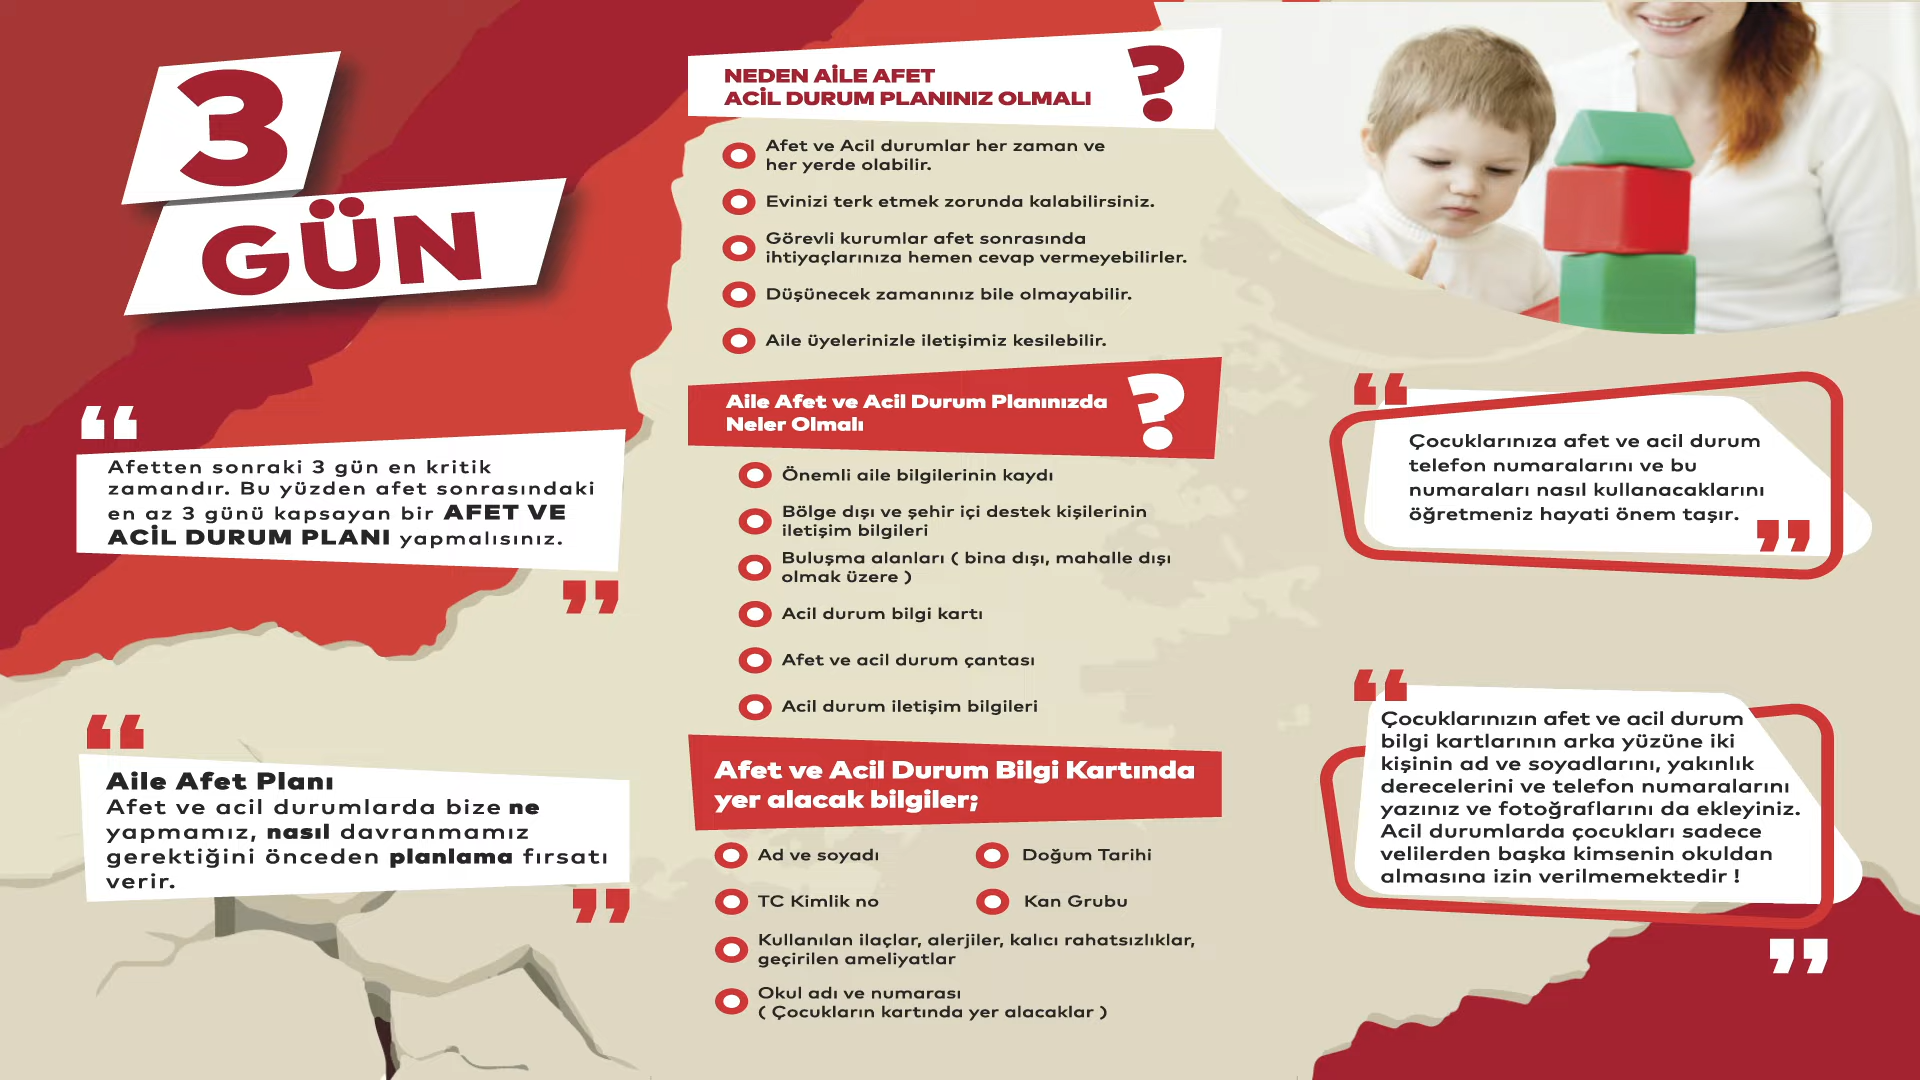 3
GÜN
Afetten sonraki 3 gün en kritik
zamandır. Bu yüzden afet sonrasındaki
en az 3 günü kapsayan bir AFET VE
ACİL DURUM PLANI yapmalısınız.
Aile Afet Planı
Afet ve acil durumlarda bize ne
yapmamız, nasıl davranmamız
gerektiğini önceden planlama fırsatı
verir.
NEDEN AİLE AFET
ACİL DURUM PLANINIZ OLMALI
?
Afet ve Acil durumlar her zaman ve
her yerde olabilir.
Evinizi terk etmek zorunda kalabilirsiniz.
Görevli kurumlar afet sonrasında
ihtiyaçlarınıza hemen cevap vermeyebilirler.
Düşünecek zamanınız bile olmayabilir.
Aile üyelerinizle iletişimiz kesilebilir.
Aile Afet ve Acil Durum Planınızda
Neler Olmalı
?
Önemli aile bilgilerinin kaydı
Bölge dışı ve şehir içi destek kişilerinin
iletişim bilgileri
Buluşma alanları ( bina dışı, mahalle dışı
olmak üzere )
Acil durum bilgi kartı
Afet ve acil durum çantası
Acil durum iletişim bilgileri
Afet ve Acil Durum Bilgi Kartında
yer alacak bilgiler;
Ad ve soyadı
Doğum Tarihi
TC Kimlik no
Kan Grubu
Kullanılan ilaçlar, alerjiler, kalıcı rahatsızlıklar,
geçirilen ameliyatlar
Okul adı ve numarası
( Çocukların kartında yer alacaklar )
Çocuklarınıza afet ve acil durum
telefon numaralarını ve bu
numaraları nasıl kullanacaklarını
öğretmeniz hayati önem taşır.
Çocuklarınızın afet ve acil durum
bilgi kartlarının arka yüzüne iki
kişinin ad ve soyadlarını, yakınlık
derecelerini ve telefon numaralarını
yazınız ve fotoğraflarını da ekleyiniz.
Acil durumlarda çocukları sadece
velilerden başka kimsenin okuldan
almasına izin verilmemektedir !